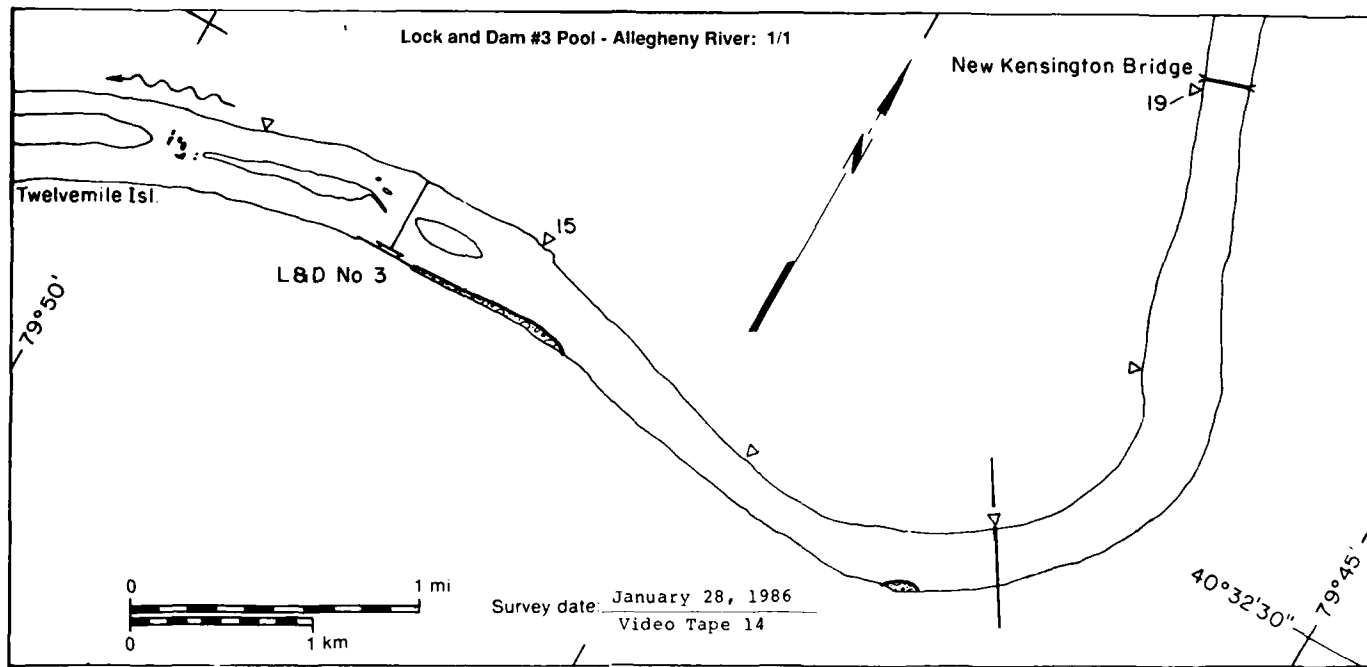 Lock and Dam #3 Pool - Allegheny River: 1/1
New Kensington Bridge
19
Twelvemile Isl.
15
L&D No 3
79°50'
0 1 mi
0 1 km
Survey date: January 28, 1986
Video Tape 14
40°32'30"
79°45'